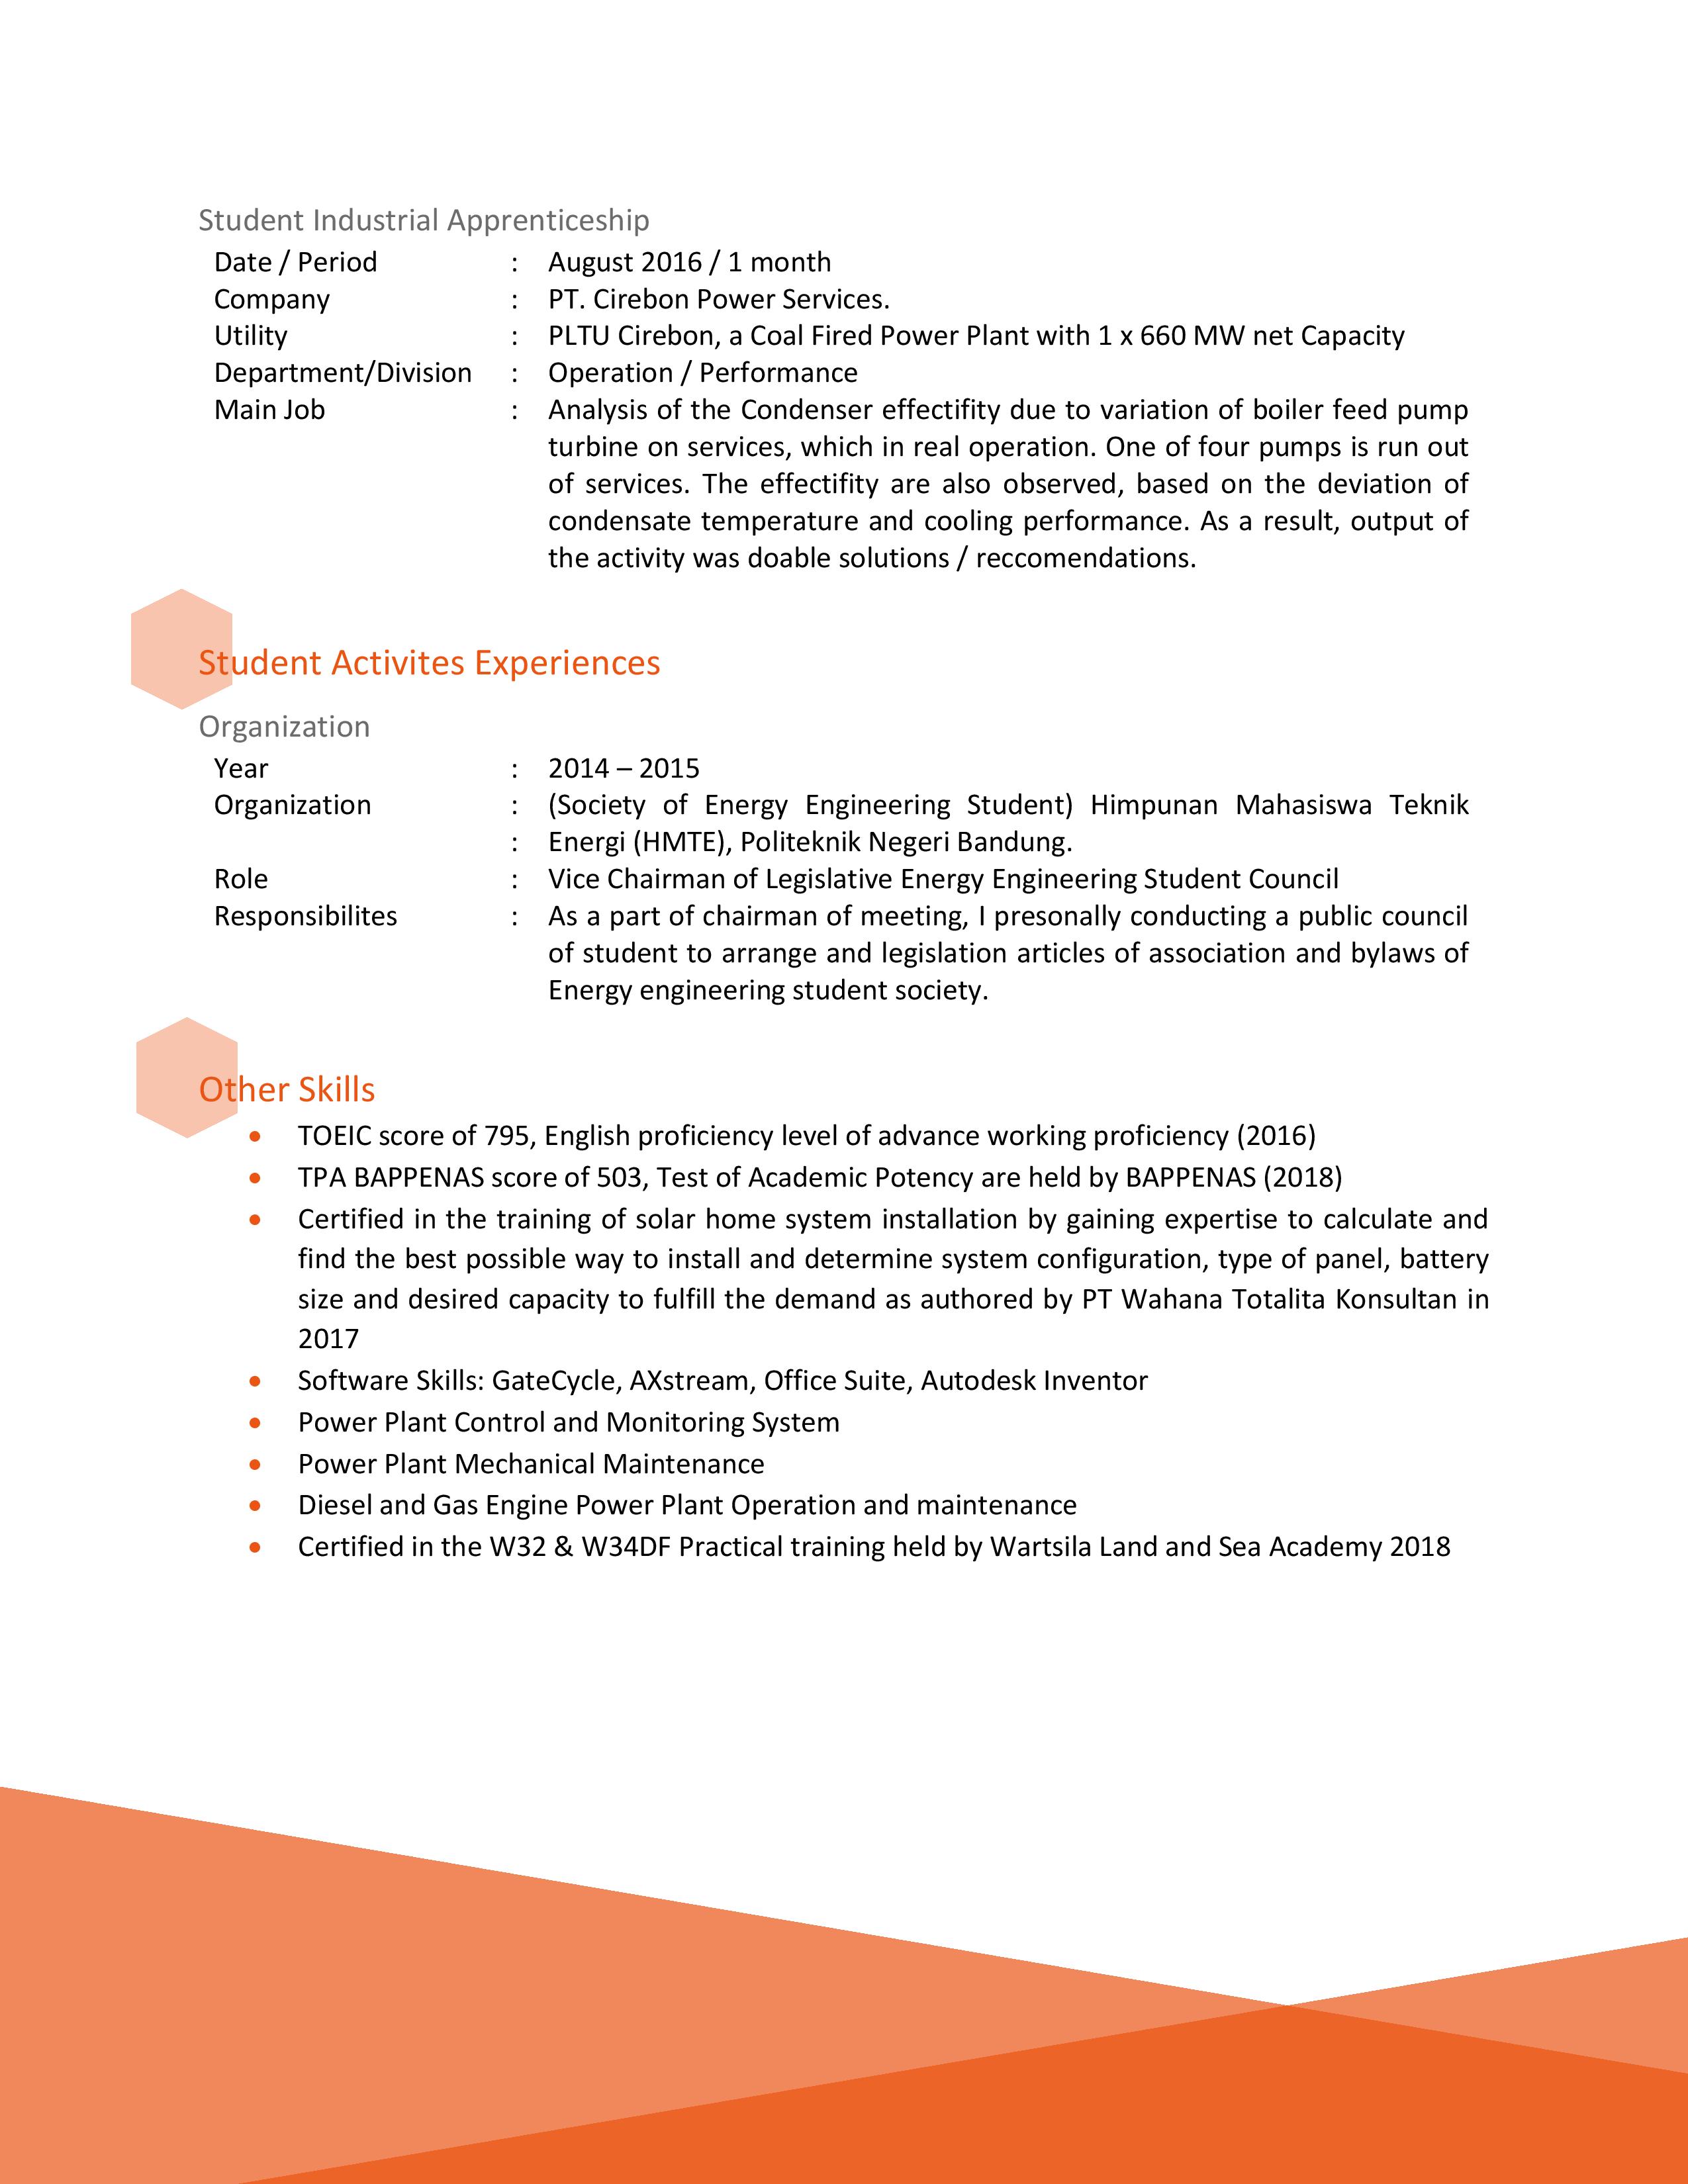 Student Industrial Apprenticeship
Date / Period : August 2016 / 1 month
Company : PT. Cirebon Power Services.
Utility : PLTU Cirebon, a Coal Fired Power Plant with 1 x 660 MW net Capacity
Department/Division : Operation / Performance
Main Job : Analysis of the Condenser effectifity due to variation of boiler feed pump
turbine on services, which in real operation. One of four pumps is run out
of services. The effectifity are also observed, based on the deviation of
condensate temperature and cooling performance. As a result, output of
the activity was doable solutions / reccomendations.
Student Activites Experiences
Organization
Year : 2014 – 2015
Organization : (Society of Energy Engineering Student) Himpunan Mahasiswa Teknik
: Energi (HMTE), Politeknik Negeri Bandung.
Role : Vice Chairman of Legislative Energy Engineering Student Council
Responsibilites : As a part of chairman of meeting, I presonally conducting a public council
of student to arrange and legislation articles of association and bylaws of
Energy engineering student society.
Other Skills
• TOEIC score of 795, English proficiency level of advance working proficiency (2016)
• TPA BAPPENAS score of 503, Test of Academic Potency are held by BAPPENAS (2018)
• Certified in the training of solar home system installation by gaining expertise to calculate and
find the best possible way to install and determine system configuration, type of panel, battery
size and desired capacity to fulfill the demand as authored by PT Wahana Totalita Konsultan in
2017
• Software Skills: GateCycle, AXstream, Office Suite, Autodesk Inventor
• Power Plant Control and Monitoring System
• Power Plant Mechanical Maintenance
• Diesel and Gas Engine Power Plant Operation and maintenance
• Certified in the W32 & W34DF Practical training held by Wartsila Land and Sea Academy 2018